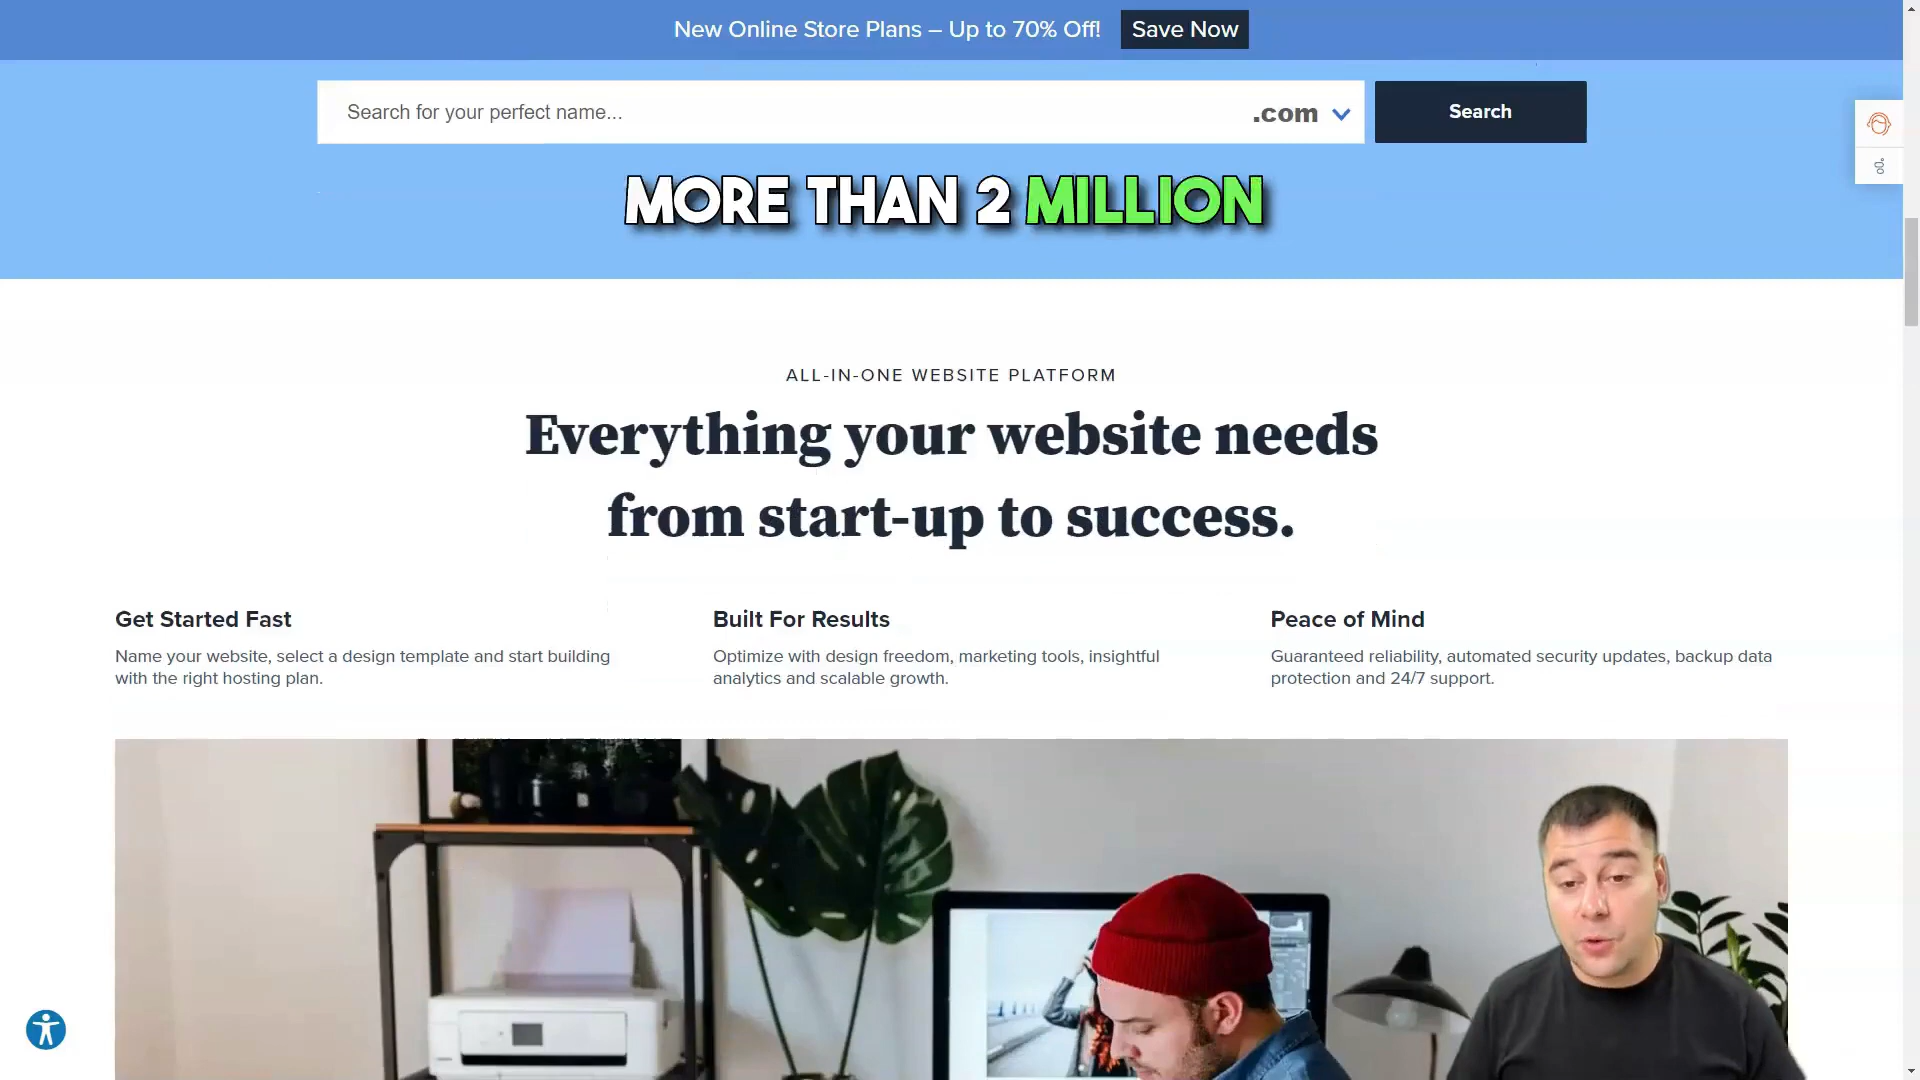 New Online Store Plans – Up to 70% Off! Save Now
Search for your perfect name... .com Search
MORE THAN 2 MILLION
ALL-IN-ONE WEBSITE PLATFORM
Everything your website needs
from start-up to success.
Get Started Fast
Name your website, select a design template and start building
with the right hosting plan.
Built For Results
Optimize with design freedom, marketing tools, insightful
analytics and scalable growth.
Peace of Mind
Guaranteed reliability, automated security updates, backup data
protection and 24/7 support.